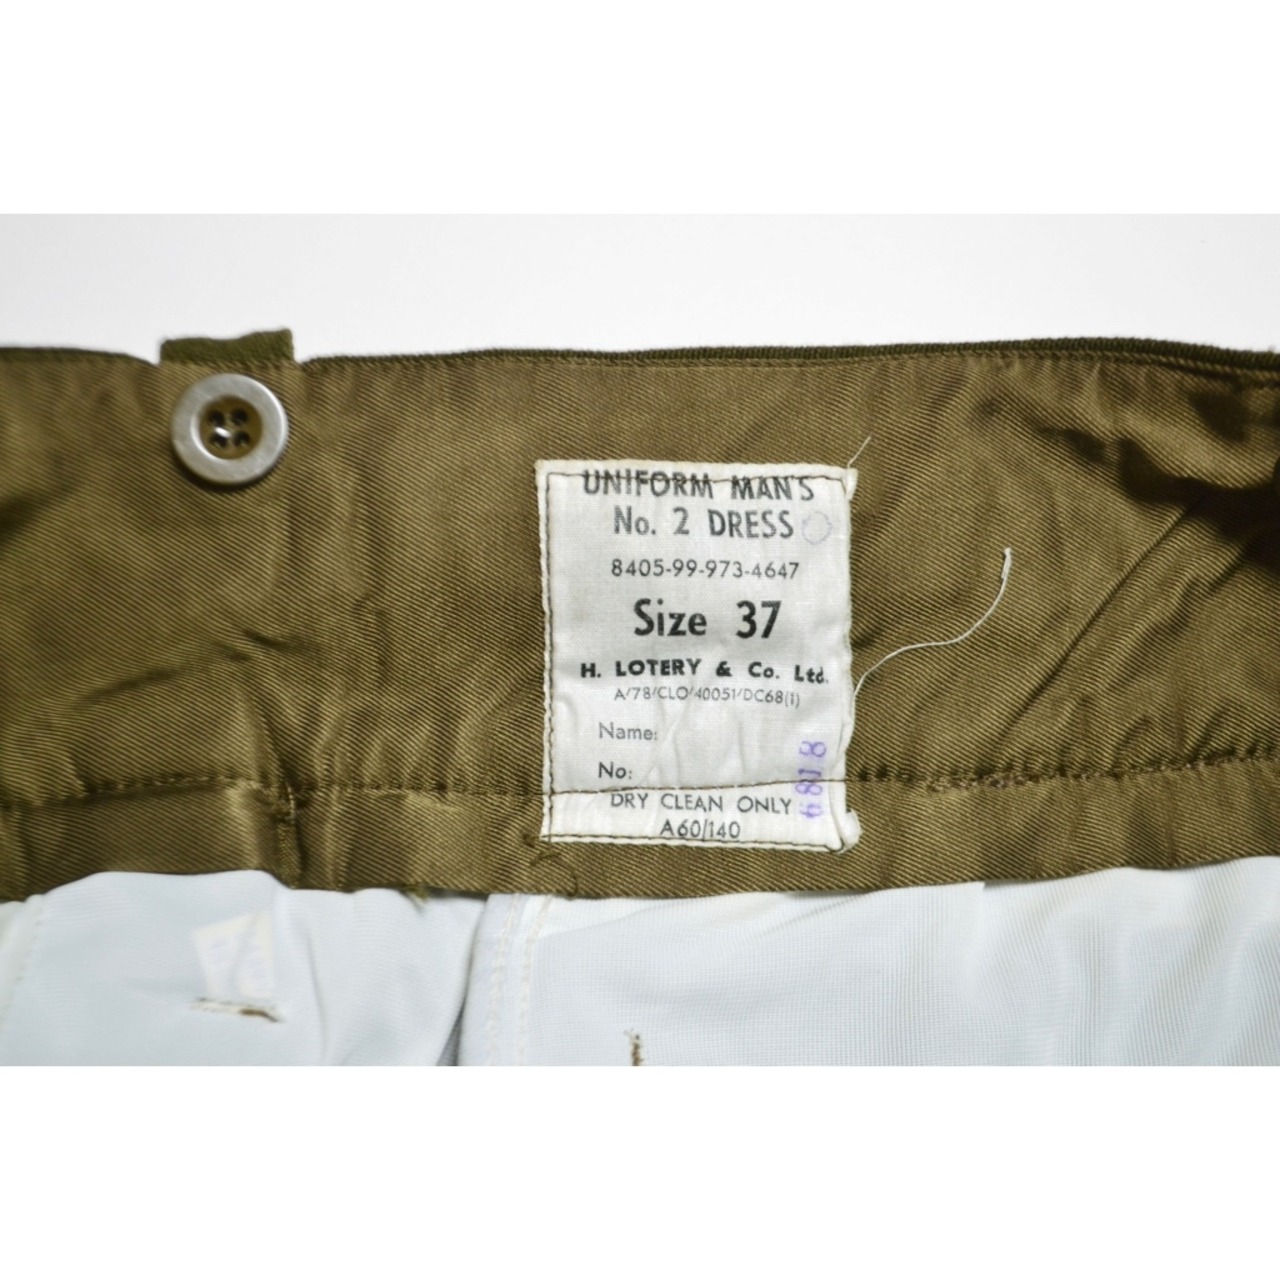 UNIFORM MAN'S
No. 2 DRESS
8405-99-973-4647
Size 37
H. LOTERY & Co. Ltd.
A/78/CLO/40051/DC68(1)
Name:
No:
DRY CLEAN ONLY
A60/140
6818